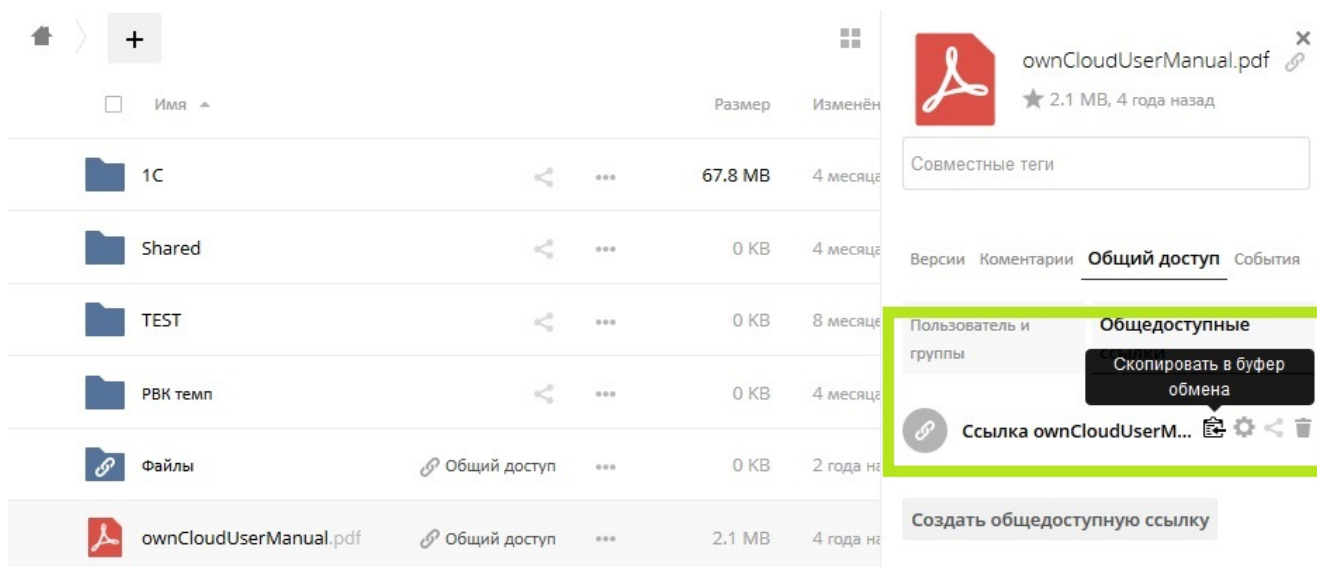 +
Имя Размер Изменён
1С 67.8 MB 4 месяца
Shared 0 KB 4 месяца
TEST 0 KB 8 месяце
РВК темп 0 KB 4 месяца
Файлы Общий доступ 0 KB 2 года на
ownCloudUserManual.pdf Общий доступ 2.1 MB 4 года на
ownCloudUserManual.pdf
2.1 MB, 4 года назад
Совместные теги
Версии Коментарии Общий доступ События
Пользователь и группы
Общедоступные
ссылки
Скопировать в буфер
обмена
Ссылка ownCloudUserM...
Создать общедоступную ссылку